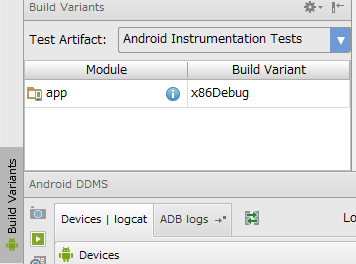 Build Variants
Test Artifact: Android Instrumentation Tests
Module Build Variant
app x86Debug
Build Variants
Android DDMS
Devices | logcat ADB logs Lo
Devices